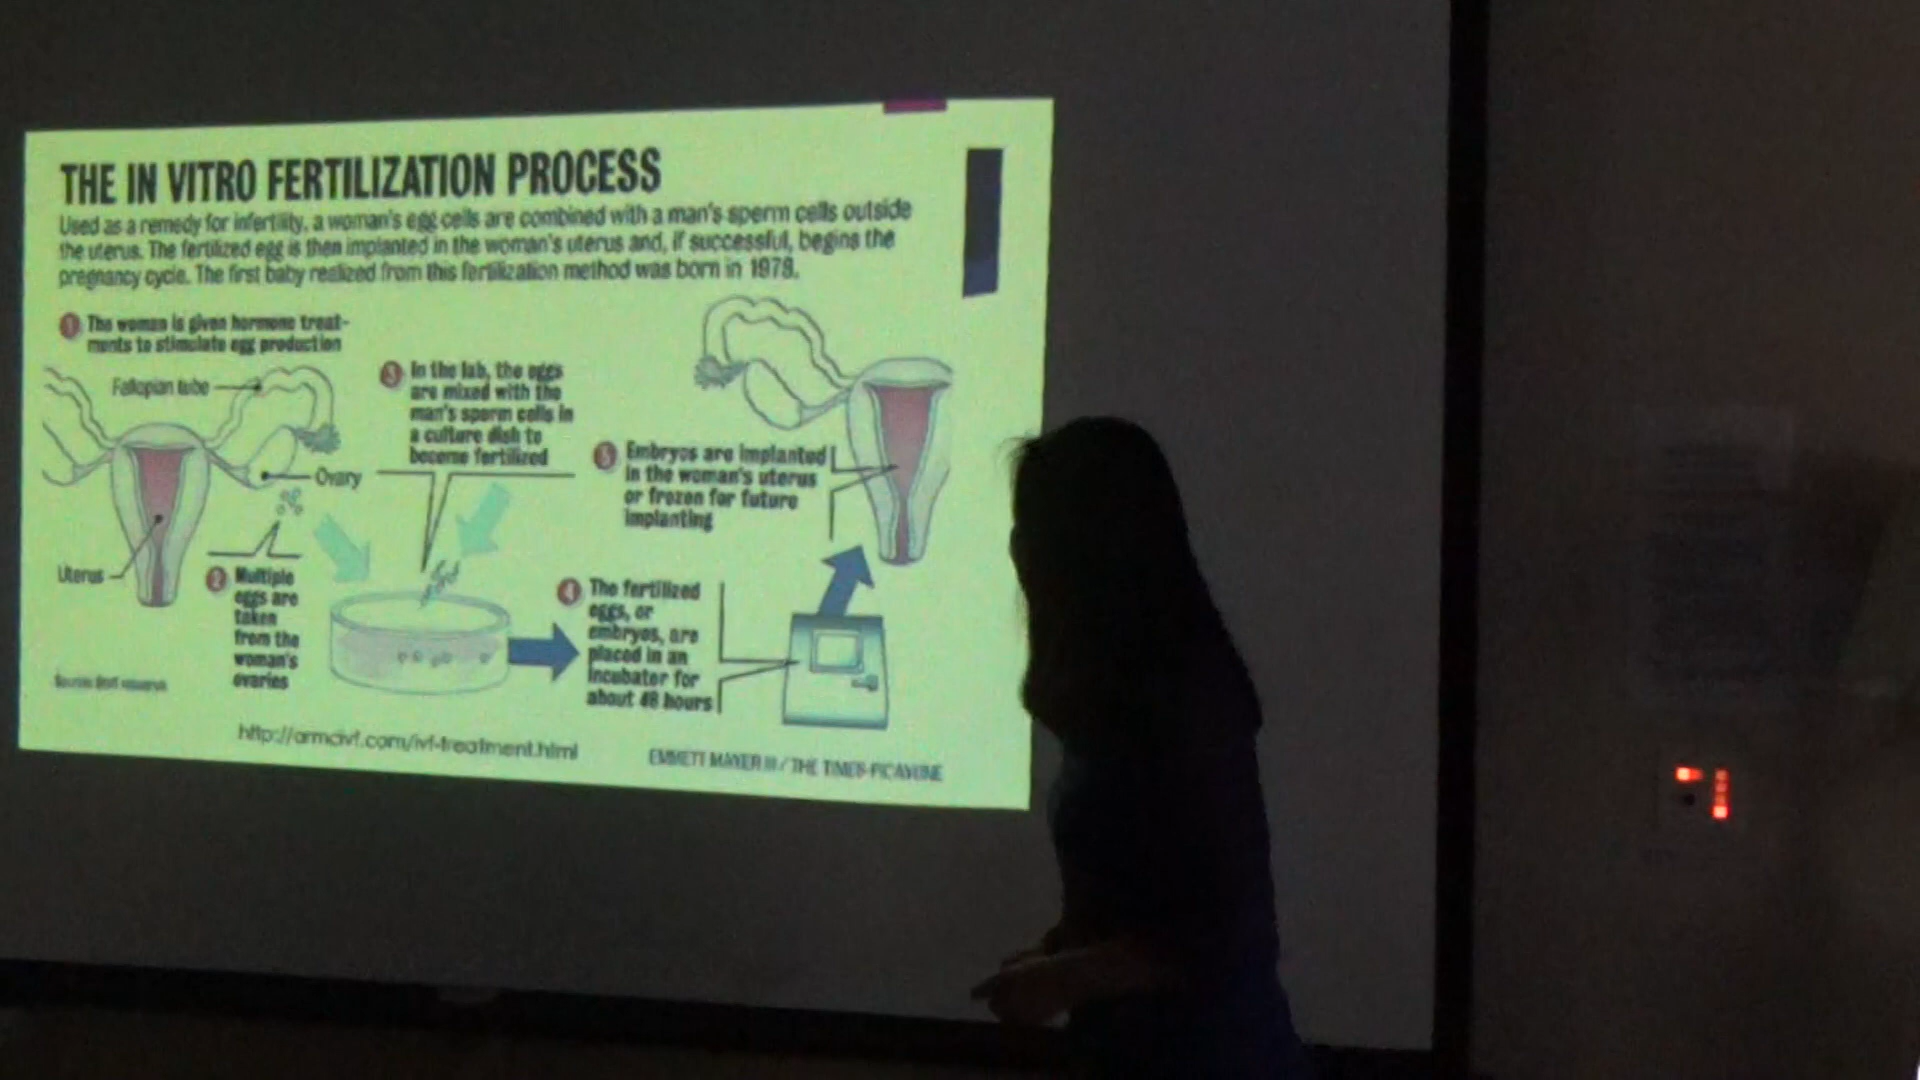 THE IN VITRO FERTILIZATION PROCESS
Used as a remedy for infertility, a woman's egg cells are combined with a man's sperm cells outside
the uterus. The fertilized egg is then implanted in the woman's uterus and, if successful, begins the
pregnancy cycle. The first baby realized from this fertilization method was born in 1978.
1 The woman is given hormone treat-
ments to stimulate egg production
Fallopian tube
Ovary
Uterus
2 Multiple
eggs are
taken
from the
woman's
ovaries
3 In the lab, the eggs
are mixed with the
man's sperm cells in
a culture dish to
become fertilized
4 The fertilized
eggs, or
embryos, are
placed in an
incubator for
about 48 hours
5 Embryos are implanted
in the woman's uterus
or frozen for future
implanting
http://armcivf.com/ivf-treatment.html
EMMETT MAYER III / THE TIMES-PICAYUNE